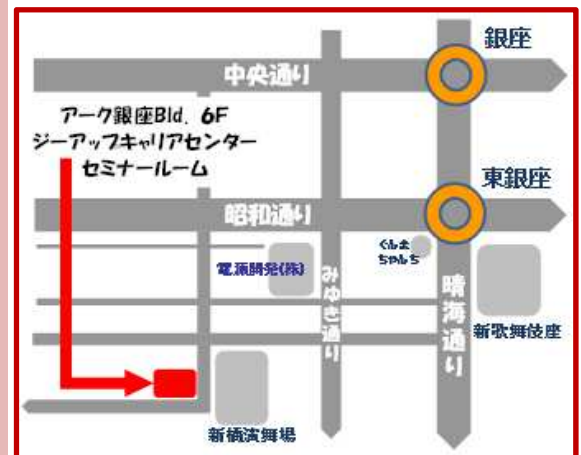 銀座
中央通り
アーク銀座Bld. 6F
ジーアップキャリアセンター
セミナールーム
東銀座
昭和通り
ぐんま
ちゃんち
電源開発(株)
みゆき通り
晴海通り
新歌舞伎座
新橋演舞場